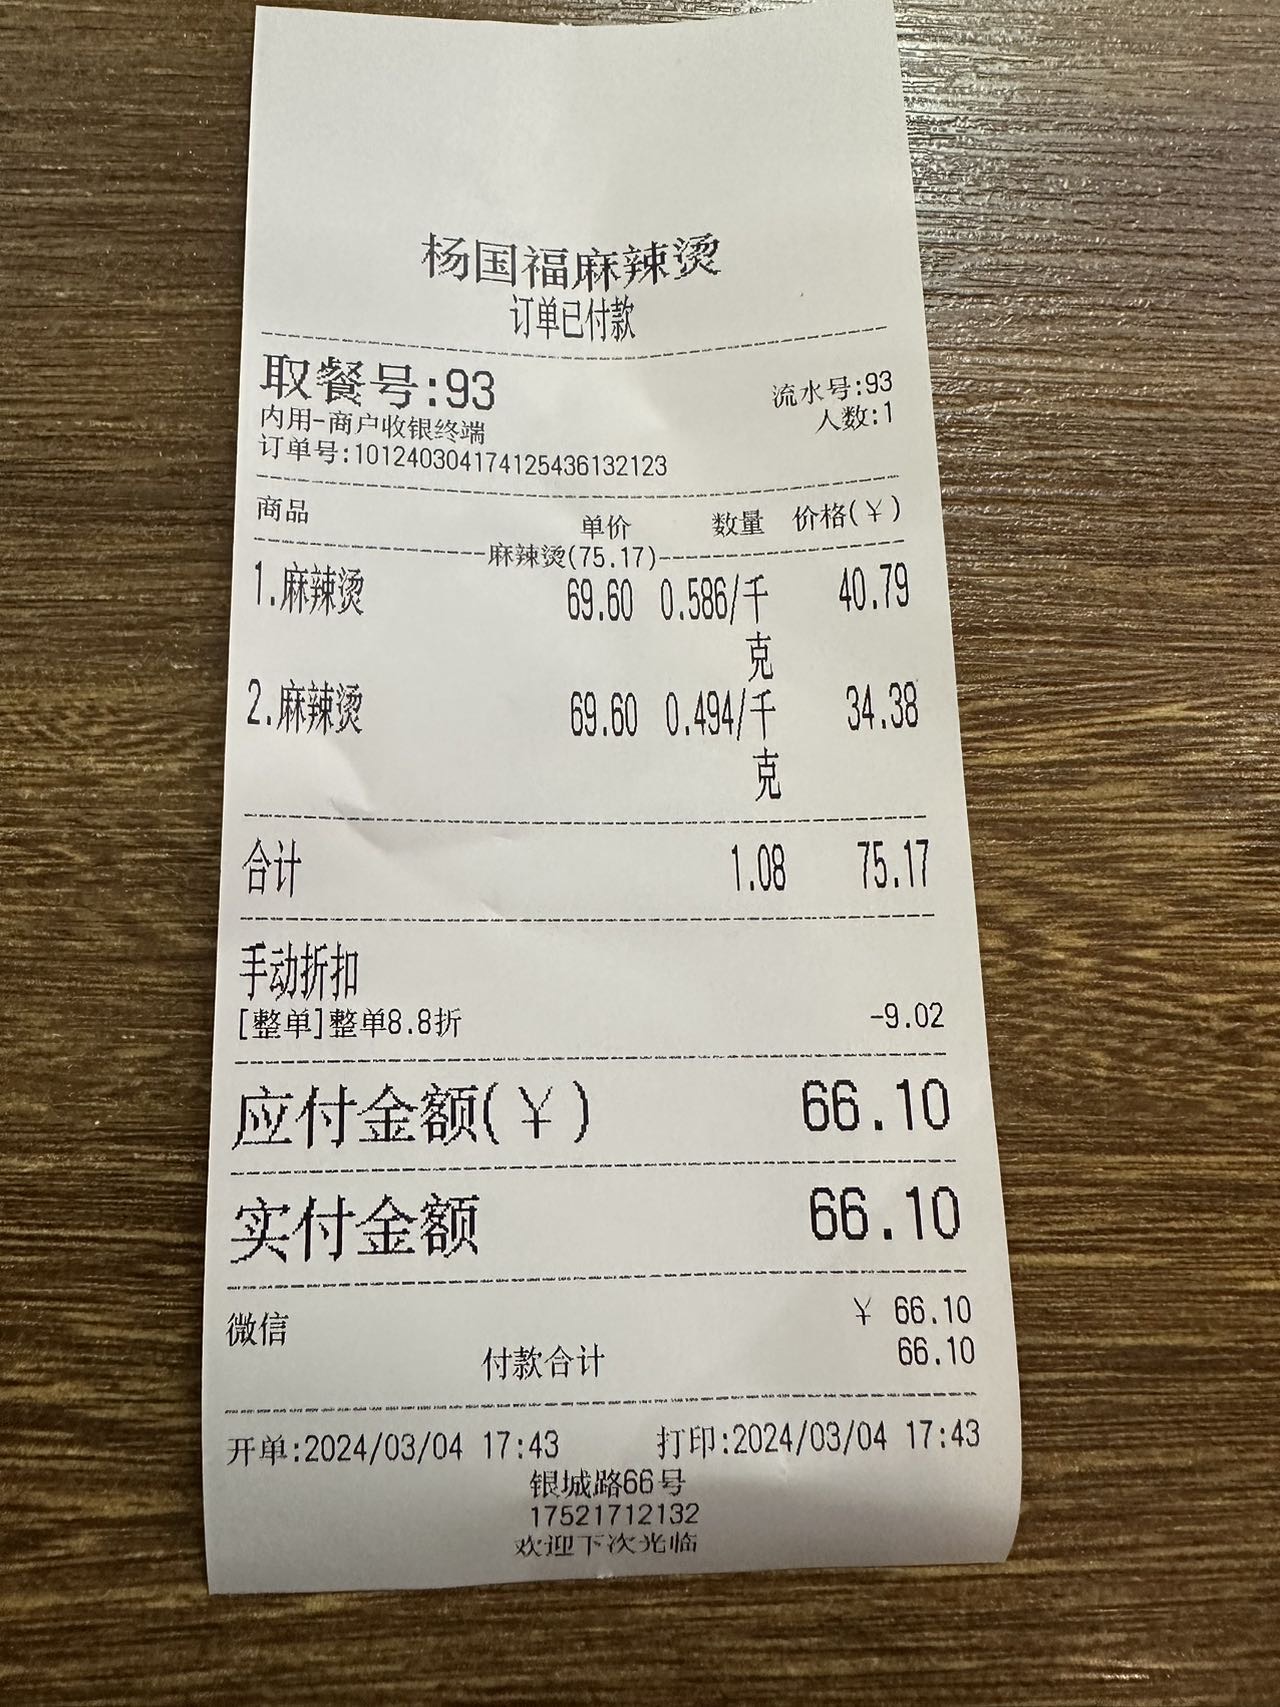 杨国福麻辣烫
订单已付款
取餐号:93 流水号:93
内用-商户收银终端 人数:1
订单号:101240304174125436132123
商品 单价 数量 价格(¥)
麻辣烫(75.17)
1.麻辣烫 69.60 0.586/千 40.79
克
2.麻辣烫 69.60 0.494/千 34.38
克
合计 1.08 75.17
手动折扣
[整单]整单8.8折 -9.02
应付金额(¥) 66.10
实付金额 66.10
微信 ¥ 66.10
付款合计 66.10
开单:2024/03/04 17:43 打印:2024/03/04 17:43
银城路66号
17521712132
欢迎下次光临